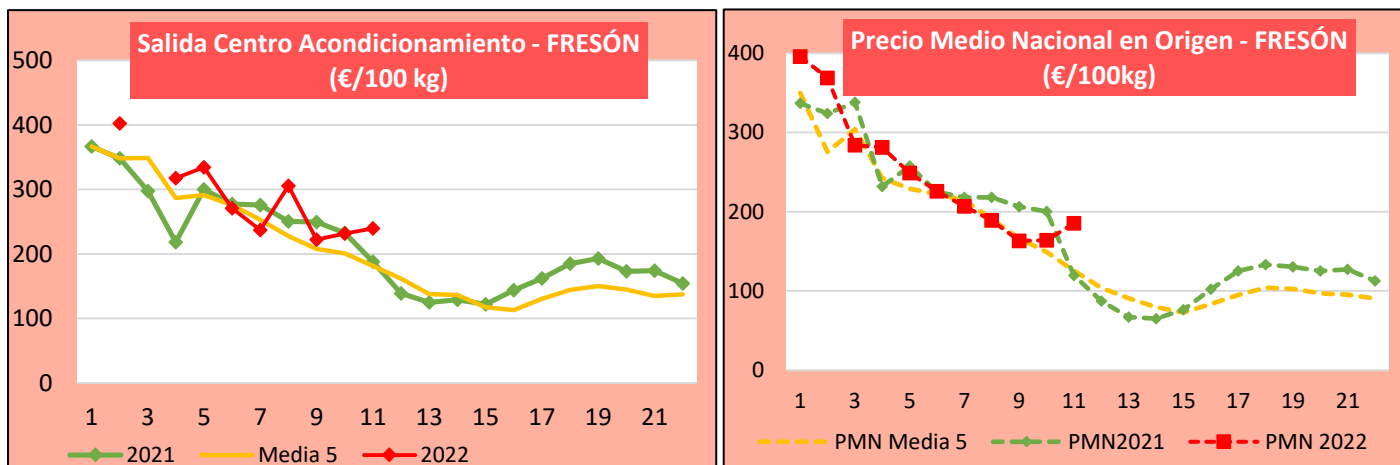 Salida Centro Acondicionamiento - FRESÓN
(€/100 kg)
500
400
300
200
100
0
1 3 5 7 9 11 13 15 17 19 21
2021 Media 5 2022
Precio Medio Nacional en Origen - FRESÓN
(€/100kg)
400
300
200
100
0
1 3 5 7 9 11 13 15 17 19 21
PMN Media 5 PMN2021 PMN 2022